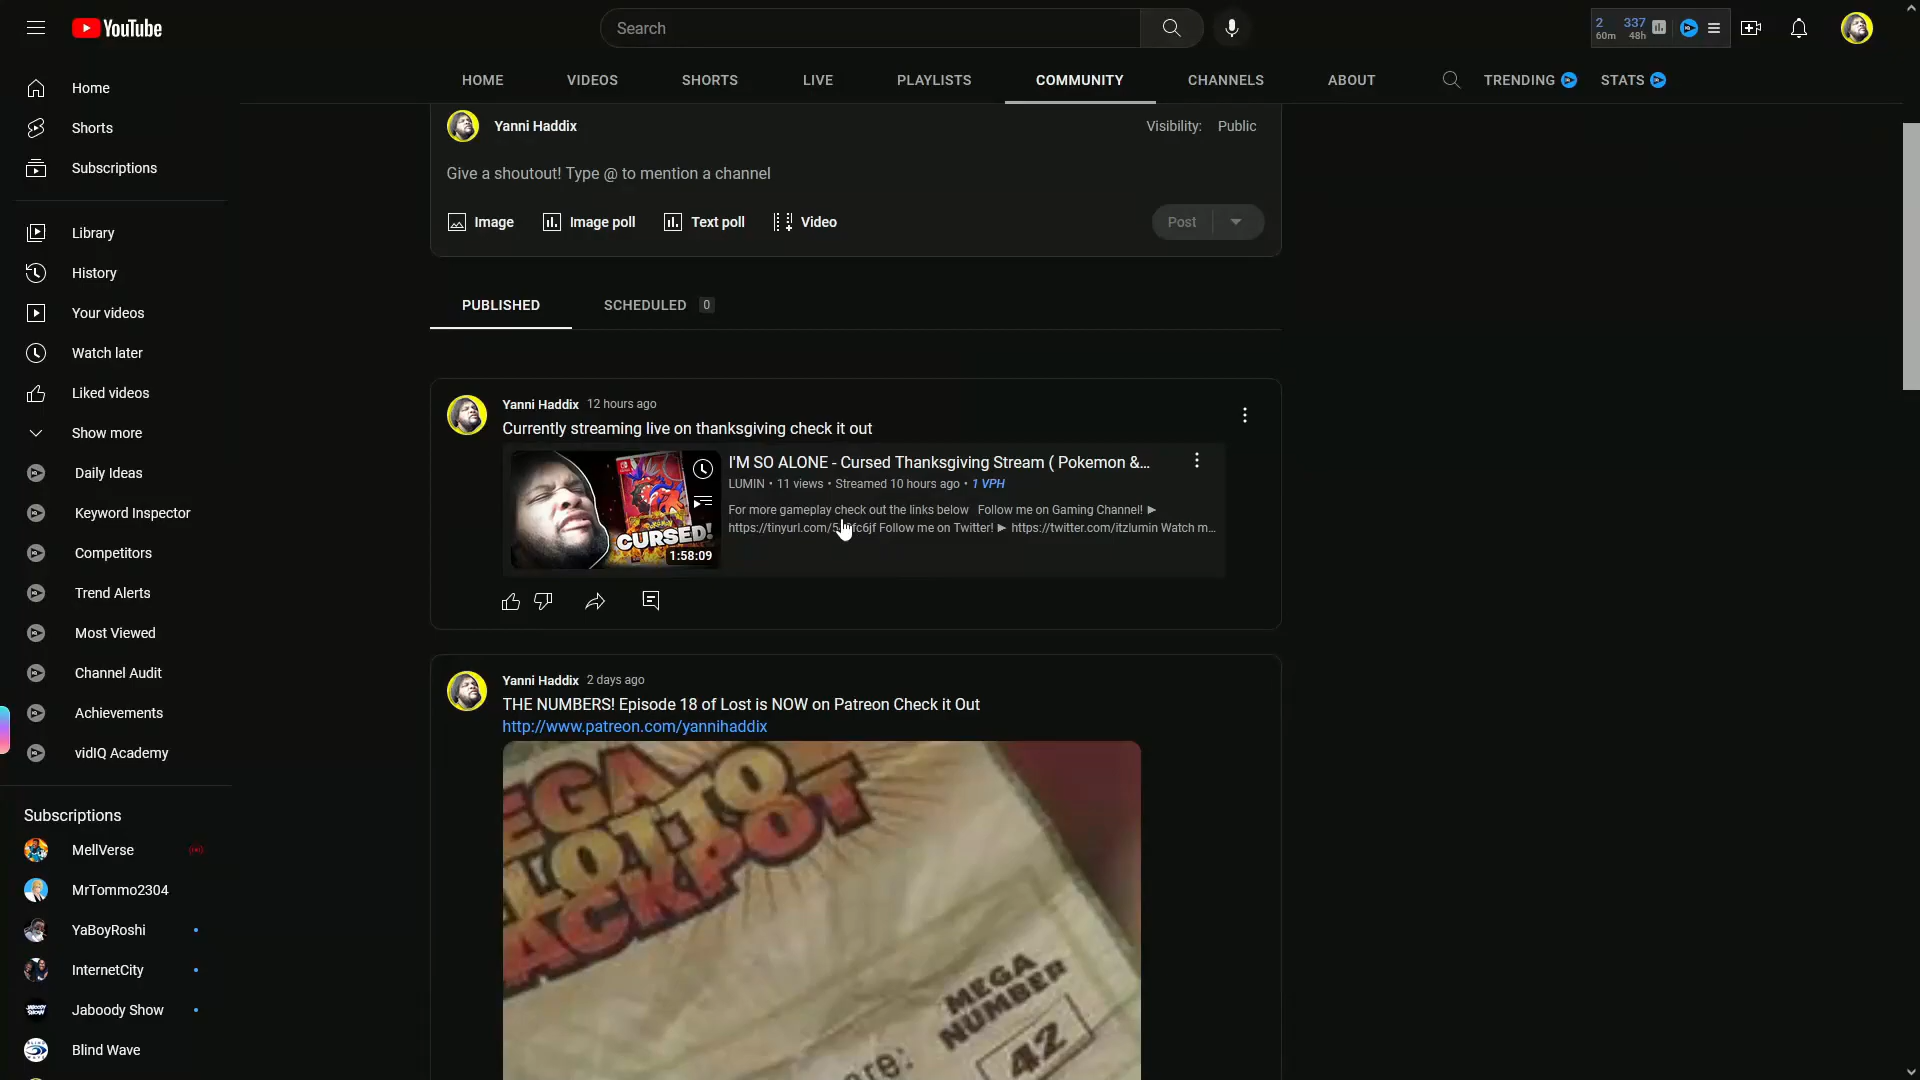 YouTube
Search
2 337
60m 48h
HOME VIDEOS SHORTS LIVE PLAYLISTS COMMUNITY CHANNELS ABOUT TRENDING STATS
Home
Shorts
Subscriptions
Library
History
Your videos
Watch later
Liked videos
Show more
Daily Ideas
Keyword Inspector
Competitors
Trend Alerts
Most Viewed
Channel Audit
Achievements
vidIQ Academy
Subscriptions
MellVerse
MrTommo2304
YaBoyRoshi
InternetCity
Jaboody Show
Blind Wave
Yanni Haddix Visibility: Public
Give a shoutout! Type @ to mention a channel
Image Image poll Text poll Video Post
PUBLISHED SCHEDULED 0
Yanni Haddix 12 hours ago
Currently streaming live on thanksgiving check it out
CURSED!
1:58:09
I'M SO ALONE - Cursed Thanksgiving Stream ( Pokemon &...
LUMIN • 11 views • Streamed 10 hours ago • 1 VPH
For more gameplay check out the links below Follow me on Gaming Channel! ►
Follow me on Twitter! ► https://twitter.com/itzlumin Watch m...
Yanni Haddix 2 days ago
THE NUMBERS! Episode 18 of Lost is NOW on Patreon Check it Out
http://www.patreon.com/yannihaddix
MEGA
LOTTO
JACKPOT
MEGA
NUMBER
42